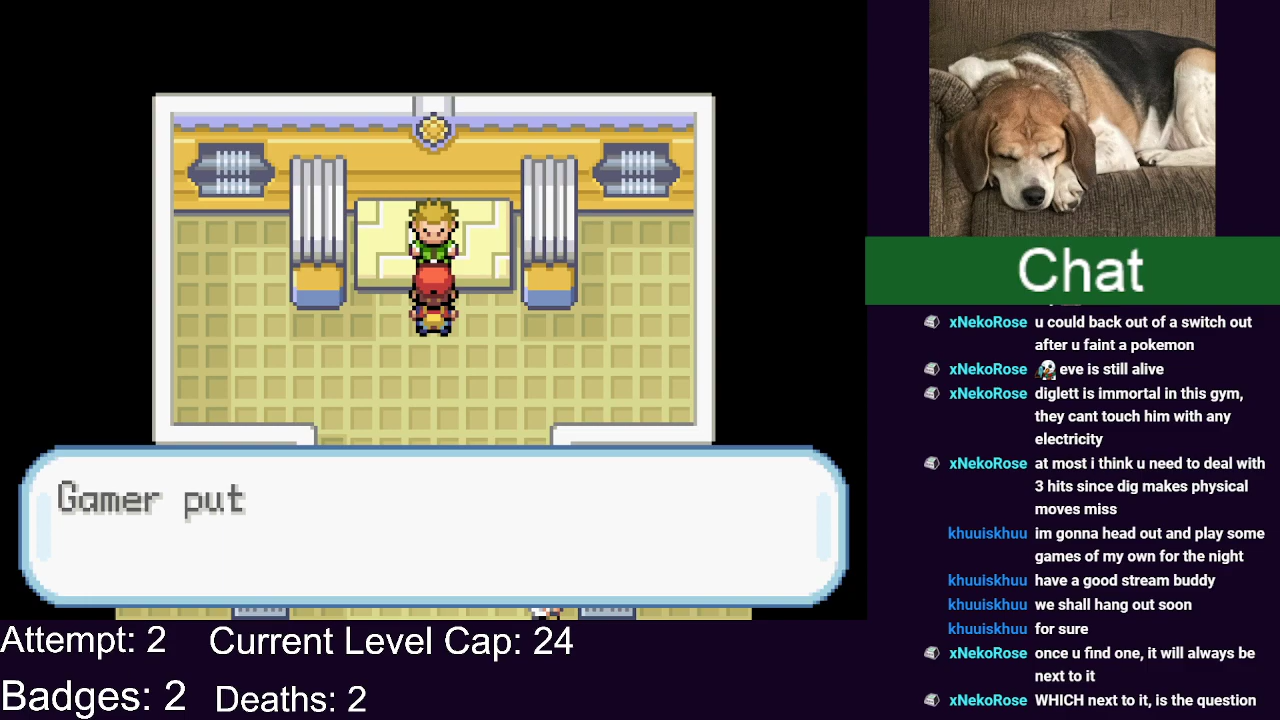 Gamer put
Attempt: 2 Current Level Cap: 24
Badges: 2 Deaths: 2
Chat
xNekoRose u could back out of a switch out
after u faint a pokemon
xNekoRose eve is still alive
xNekoRose diglett is immortal in this gym,
they cant touch him with any
electricity
xNekoRose at most i think u need to deal with
3 hits since dig makes physical
moves miss
khuuiskhuu im gonna head out and play some
games of my own for the night
khuuiskhuu have a good stream buddy
khuuiskhuu we shall hang out soon
khuuiskhuu for sure
xNekoRose once u find one, it will always be
next to it
xNekoRose WHICH next to it, is the question